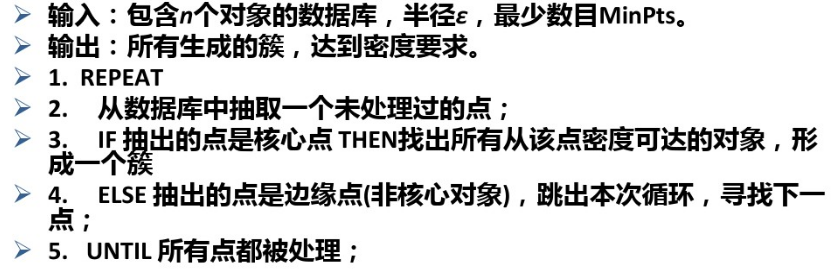 ➢ 输入：包含n个对象的数据库，半径ε，最少数目MinPts。
➢ 输出：所有生成的簇，达到密度要求。
➢ 1. REPEAT
➢ 2. 从数据库中抽取一个未处理过的点；
➢ 3. IF 抽出的点是核心点 THEN找出所有从该点密度可达的对象，形
成一个簇
➢ 4. ELSE 抽出的点是边缘点(非核心对象)，跳出本次循环，寻找下一
点；
➢ 5. UNTIL 所有点都被处理；